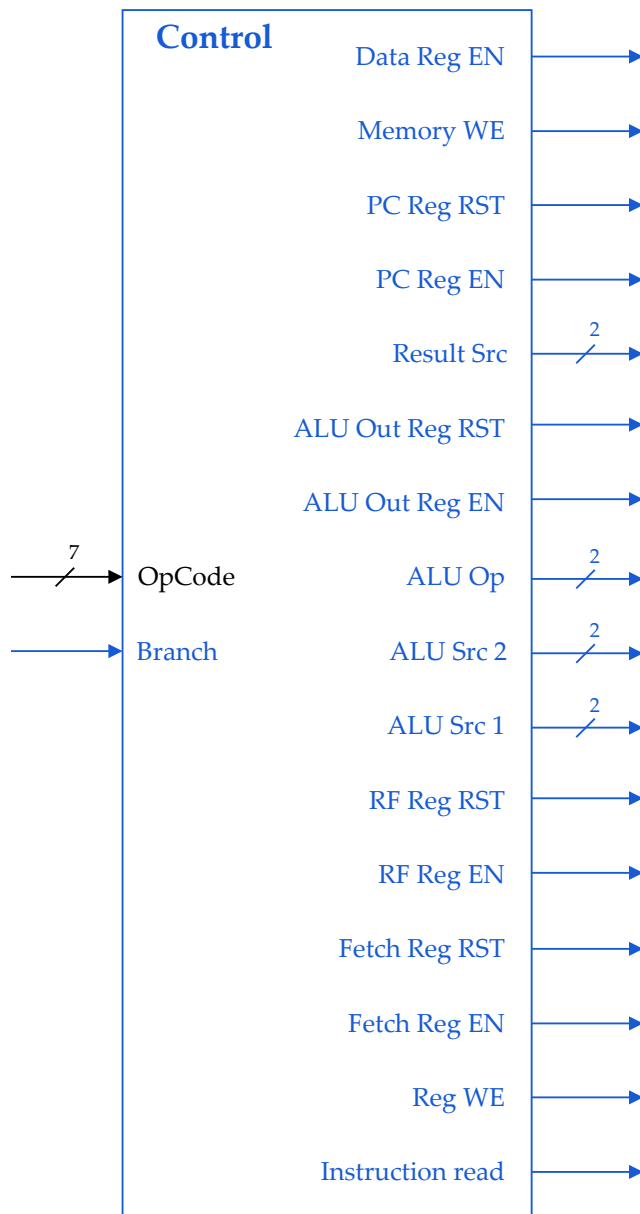 Control
Data Reg EN
Memory WE
PC Reg RST
PC Reg EN
Result Src
2
ALU Out Reg RST
ALU Out Reg EN
7
OpCode
ALU Op
2
Branch
ALU Src 2
2
ALU Src 1
2
RF Reg RST
RF Reg EN
Fetch Reg RST
Fetch Reg EN
Reg WE
Instruction read